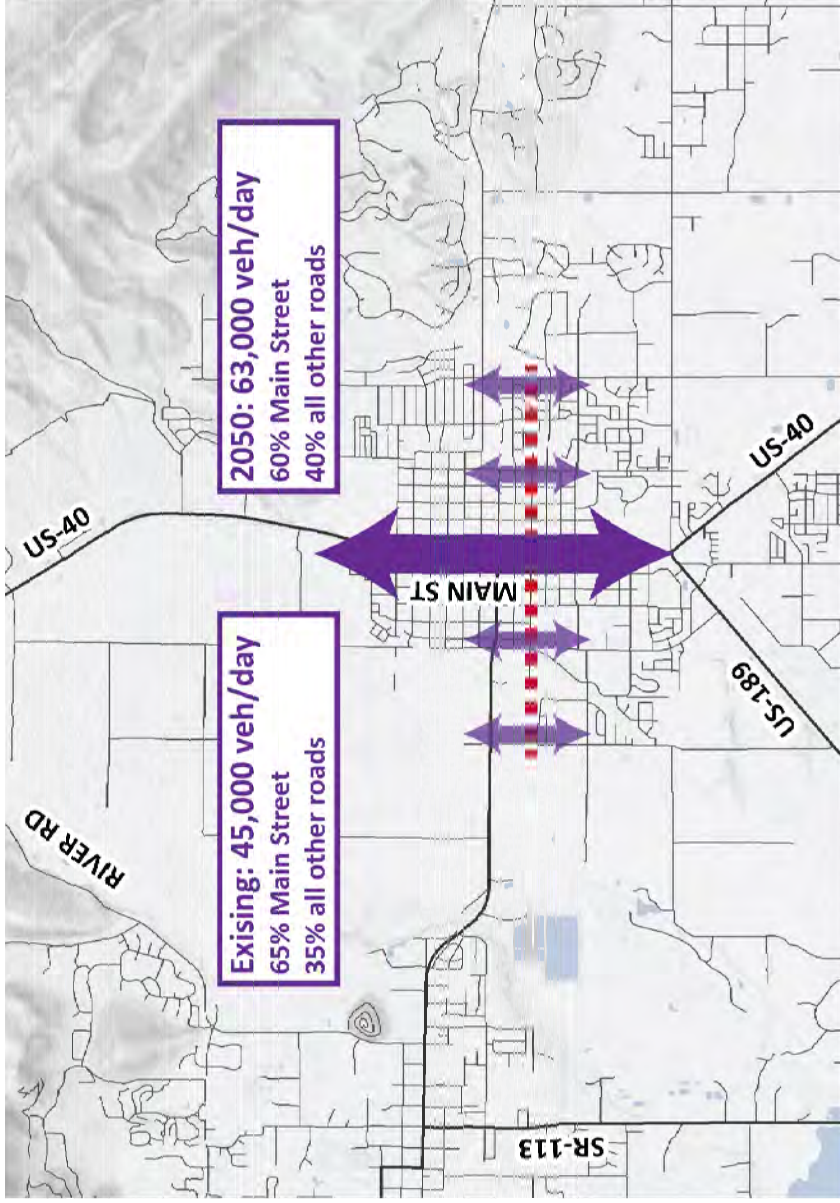 US-40
RIVER RD
Exising: 45,000 veh/day
65% Main Street
35% all other roads
2050: 63,000 veh/day
60% Main Street
40% all other roads
MAIN ST
SR-113
US-189
US-40